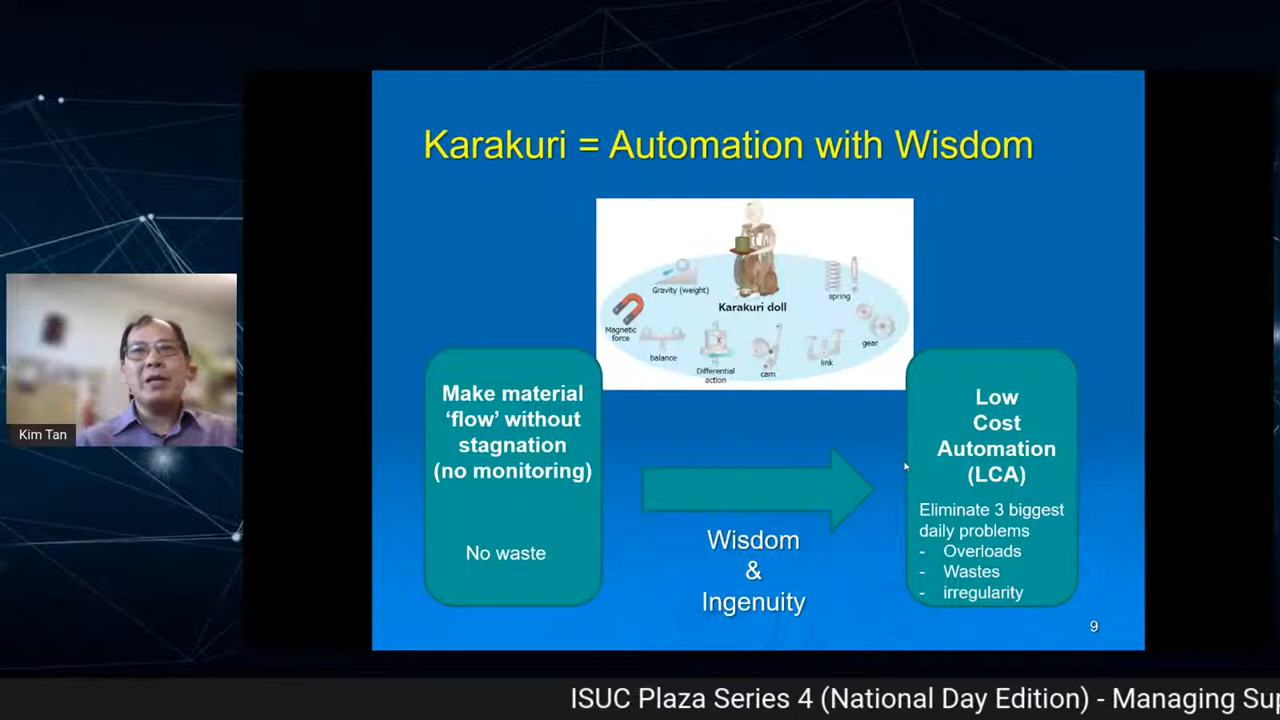 Karakuri = Automation with Wisdom
Gravity (weight)
spring
Karakuri doll
Magnetic
force
balance
Differential
action
cam
link
gear
Make material
‘flow’ without
stagnation
(no monitoring)
No waste
Wisdom
&
Ingenuity
Low
Cost
Automation
(LCA)
Eliminate 3 biggest
daily problems
- Overloads
- Wastes
- irregularity
9
Kim Tan
ISUC Plaza Series 4 (National Day Edition) - Managing Sup